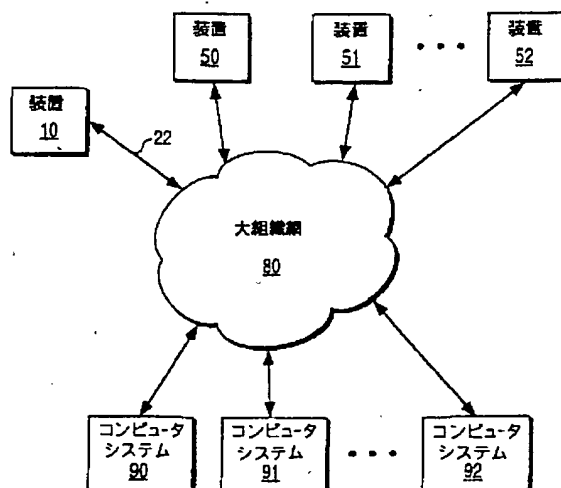 装置
50
装置
51
装置
52
装置
10
22
大組織網
80
コンピュータ
システム
90
コンピュータ
システム
91
コンピュータ
システム
92